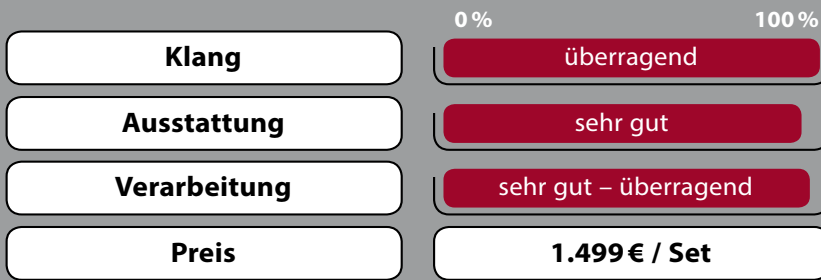 0 % 100 %
Klang überragend
Ausstattung sehr gut
Verarbeitung sehr gut – überragend
Preis 1.499 € / Set